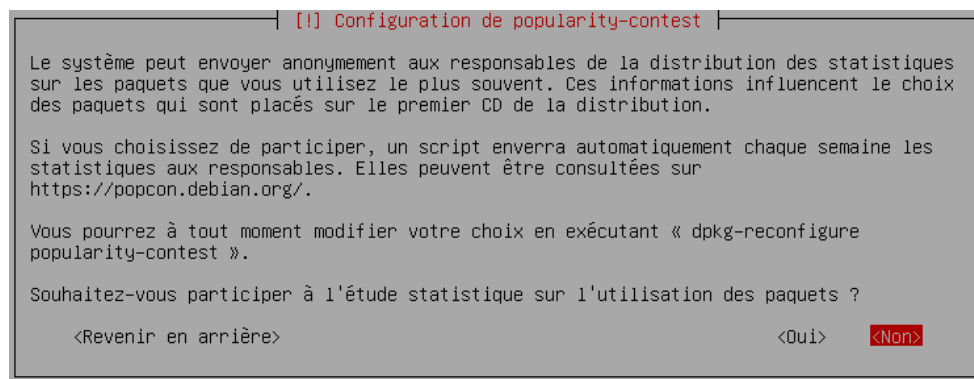 [!] Configuration de popularity-contest
Le système peut envoyer anonymement aux responsables de la distribution des statistiques
sur les paquets que vous utilisez le plus souvent. Ces informations influencent le choix
des paquets qui sont placés sur le premier CD de la distribution.
Si vous choisissez de participer, un script enverra automatiquement chaque semaine les
statistiques aux responsables. Elles peuvent être consultées sur
https://popcon.debian.org/.
Vous pourrez à tout moment modifier votre choix en exécutant « dpkg-reconfigure
popularity-contest ».
Souhaitez-vous participer à l'étude statistique sur l'utilisation des paquets ?
<Revenir en arrière> <Oui> <Non>